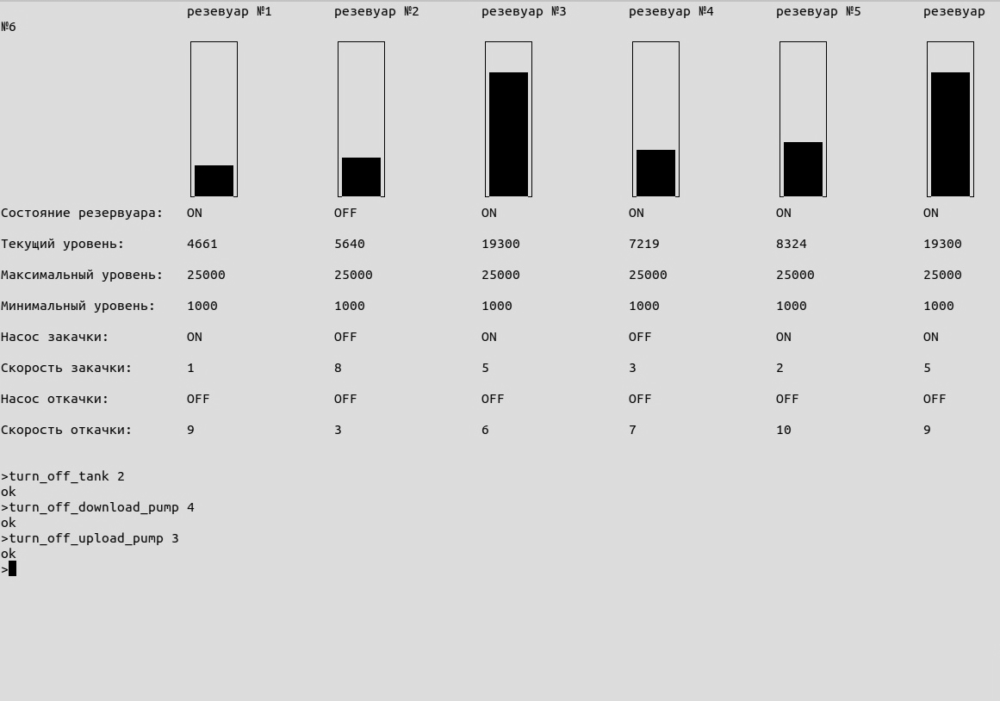 резевуар №1 резевуар №2 резевуар №3 резевуар №4 резевуар №5 резевуар
№6
Состояние резервуара: ON OFF ON ON ON ON
Текущий уровень: 4661 5640 19300 7219 8324 19300
Максимальный уровень: 25000 25000 25000 25000 25000 25000
Минимальный уровень: 1000 1000 1000 1000 1000 1000
Насос закачки: ON OFF ON OFF ON ON
Скорость закачки: 1 8 5 3 2 5
Насос откачки: OFF OFF OFF OFF OFF OFF
Скорость откачки: 9 3 6 7 10 9
>turn_off_tank 2
ok
>turn_off_download_pump 4
ok
>turn_off_upload_pump 3
ok
>